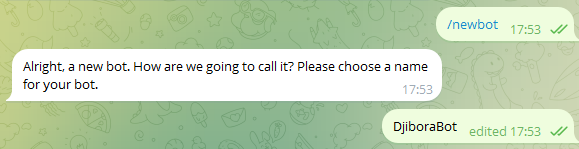 /newbot 17:53
Alright, a new bot. How are we going to call it? Please choose a name
for your bot.
17:53
DjiboraBot edited 17:53